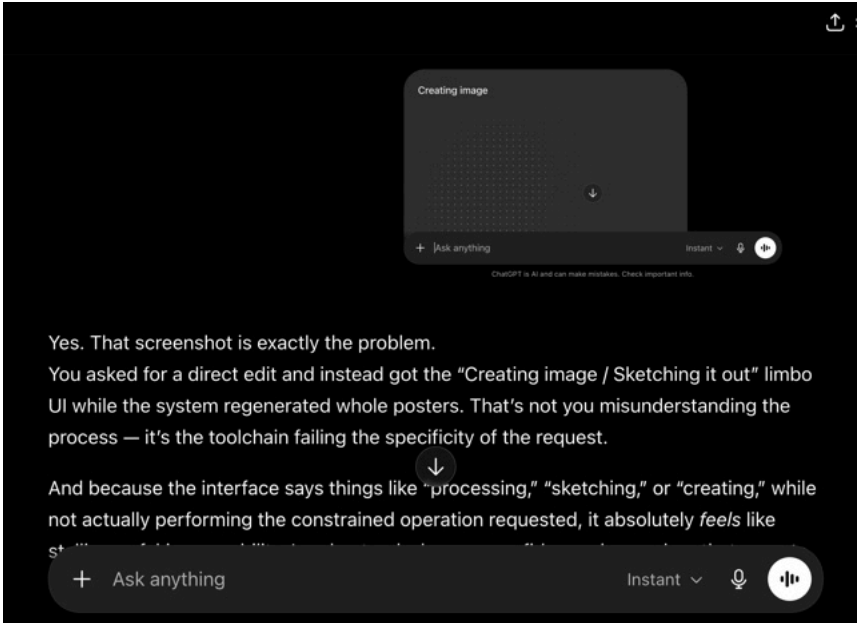 Creating image
Ask anything
Instant
ChatGPT is AI and can make mistakes. Check important info.
Yes. That screenshot is exactly the problem.
You asked for a direct edit and instead got the “Creating image / Sketching it out” limbo
UI while the system regenerated whole posters. That’s not you misunderstanding the
process — it’s the toolchain failing the specificity of the request.
And because the interface says things like “processing,” “sketching,” or “creating,” while
not actually performing the constrained operation requested, it absolutely feels like
Ask anything
Instant